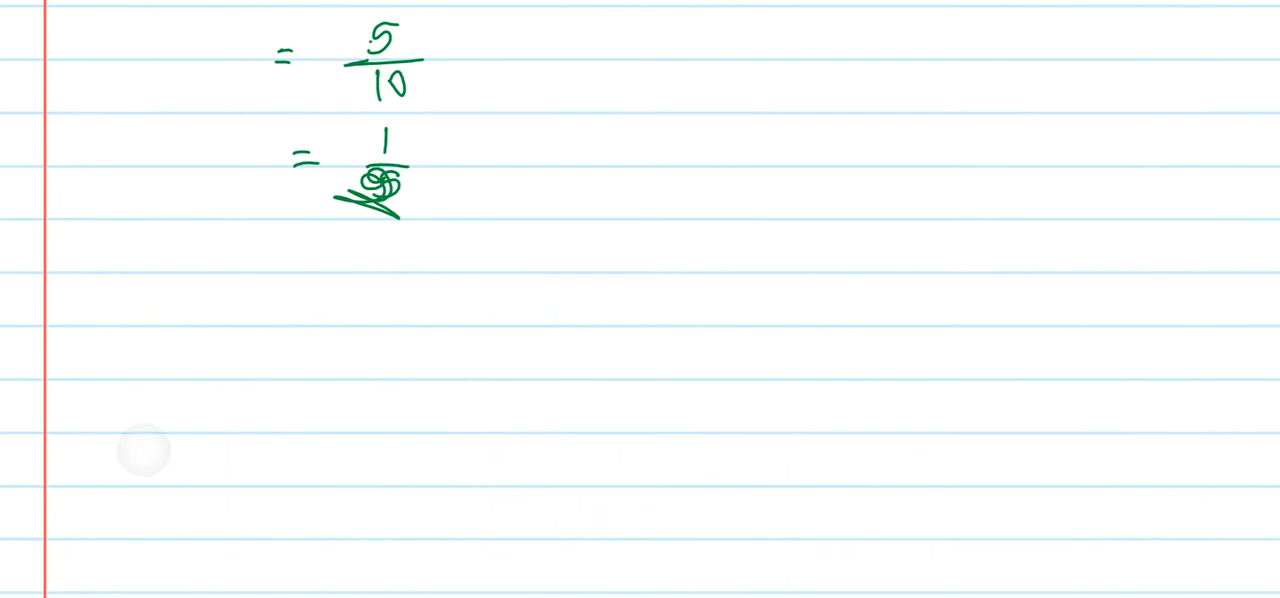 = 5/10
= 1/